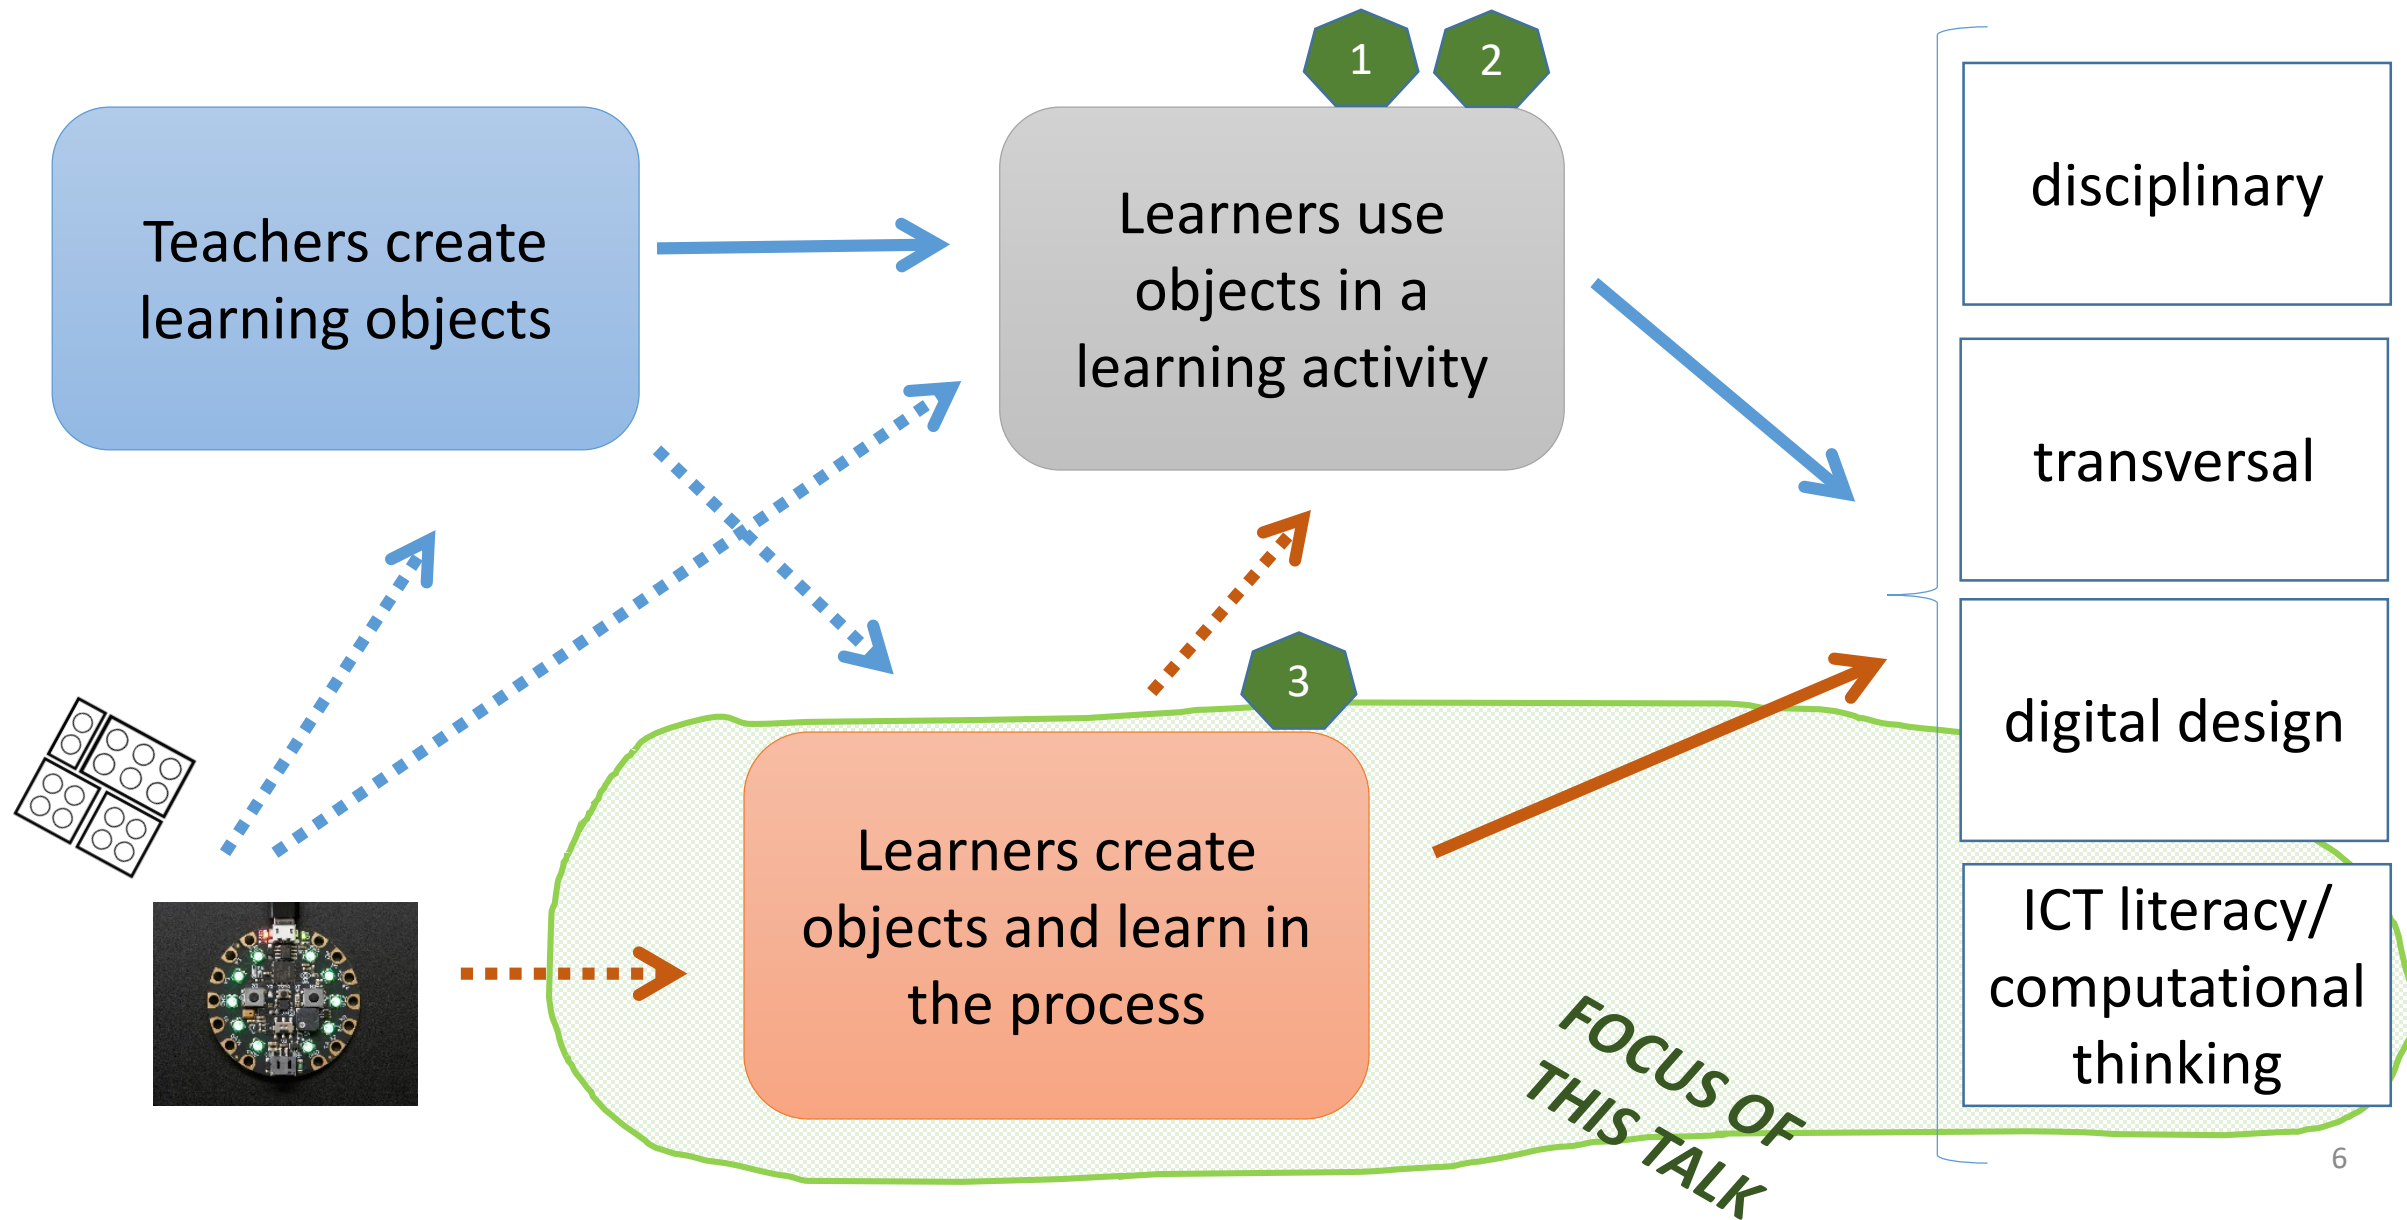 1
2
Teachers create
learning objects
Learners use
objects in a
learning activity
disciplinary
transversal
digital design
ICT literacy/
computational
thinking
3
Learners create
objects and learn in
the process
FOCUS OF
THIS TALK
6